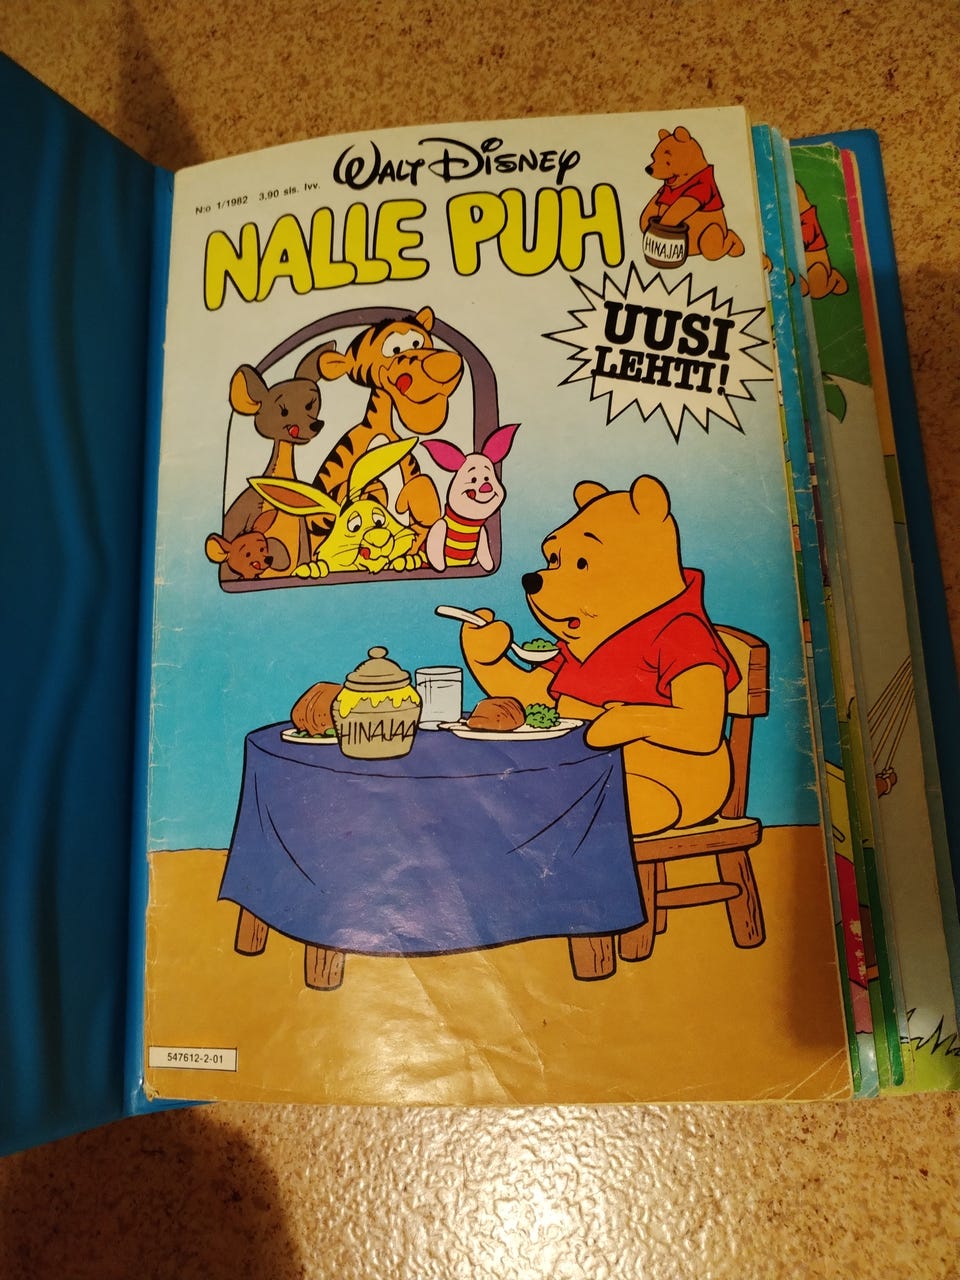 WALT DISNEY
N:o 1/1982 3,90 sis. lvv.
NALLE PUH
HINAJAA
UUSI
LEHTI!
HINAJAA
547612-2-01